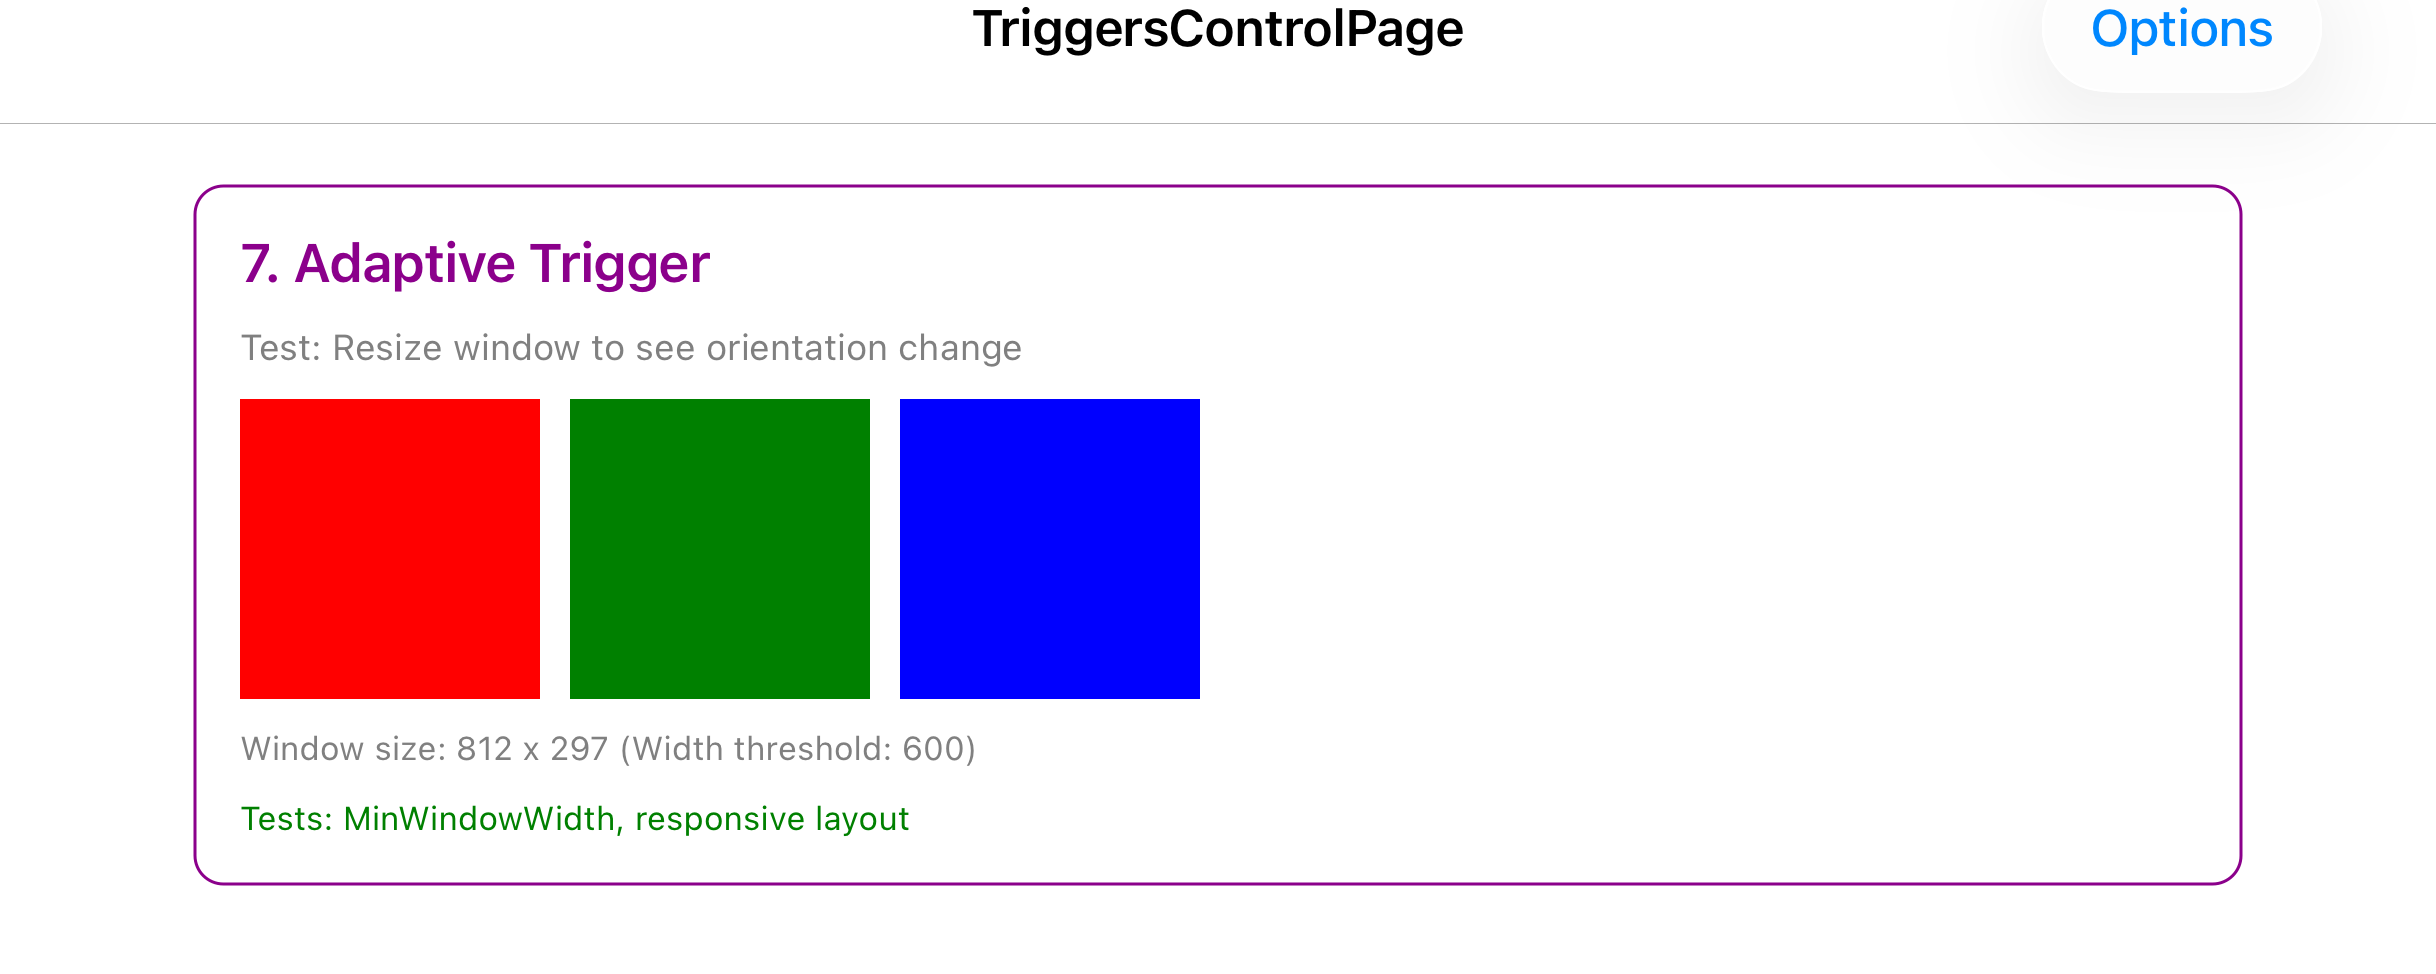 TriggersControlPage
Options
7. Adaptive Trigger
Test: Resize window to see orientation change
Window size: 812 x 297 (Width threshold: 600)
Tests: MinWindowWidth, responsive layout